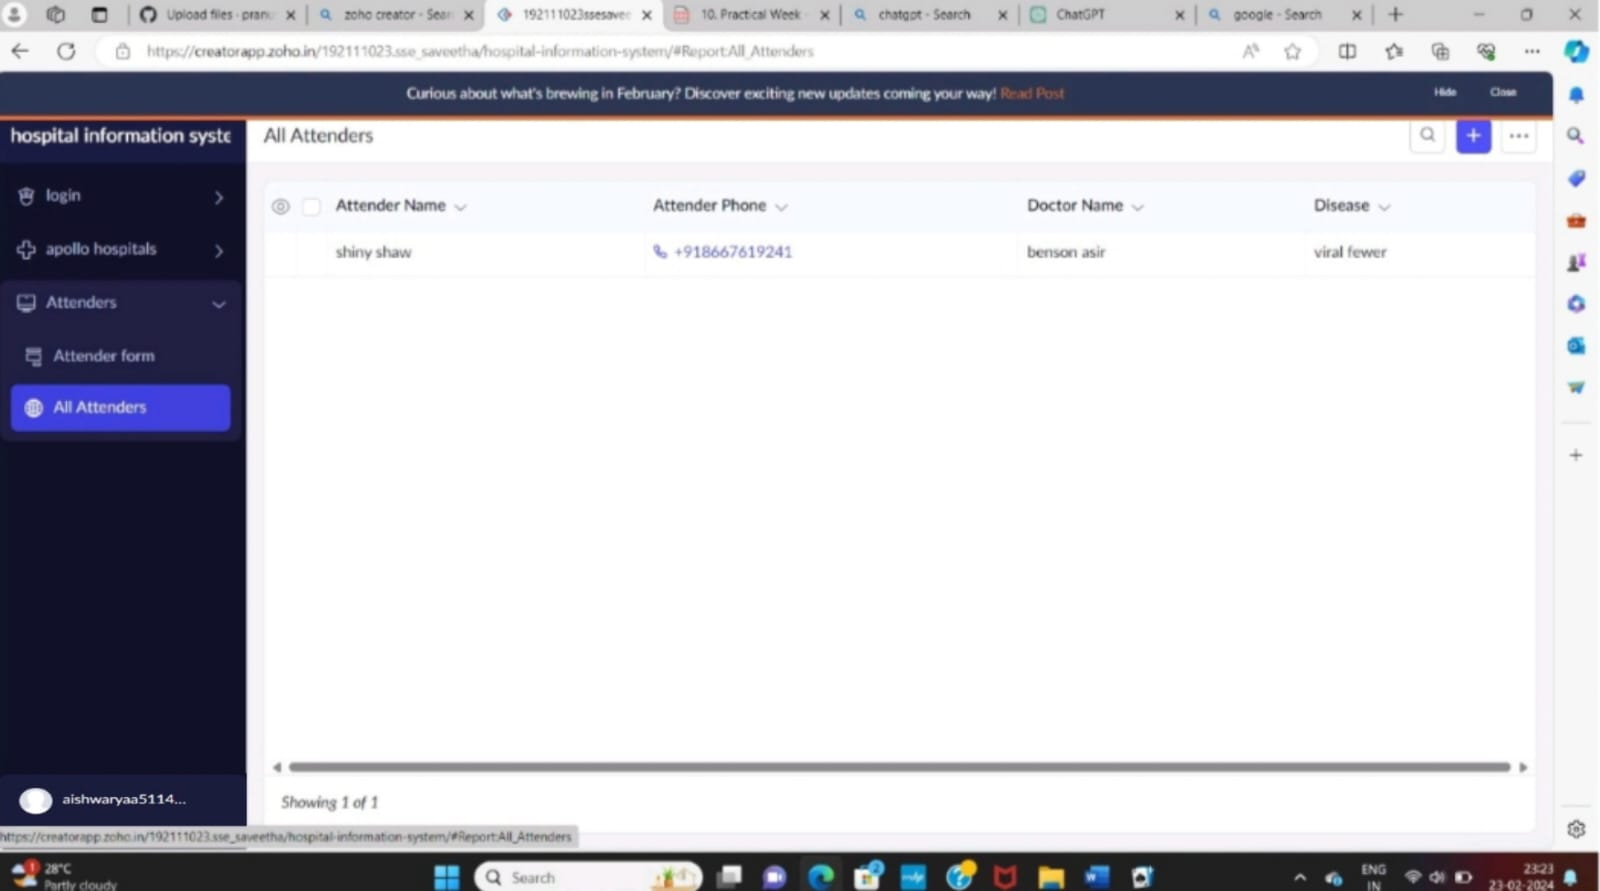 Upload files · pranu
zoho creator - Sear
192111023ssesavee
10. Practical Week -
chatgpt - Search
ChatGPT
google - Search
https://creatorapp.zoho.in/192111023.sse_saveetha/hospital-information-system/#Report:All_Attenders
Curious about what's brewing in February? Discover exciting new updates coming your way! Read Post
Hide
Close
hospital information syste
All Attenders
login
apollo hospitals
Attenders
Attender form
All Attenders
Attender Name
Attender Phone
Doctor Name
Disease
shiny shaw
+918667619241
benson asir
viral fewer
Showing 1 of 1
aishwaryaa5114...
https://creatorapp.zoho.in/192111023.sse_saveetha/hospital-information-system/#Report:All_Attenders
1
28°C
Partly cloudy
Search
2
ENG
IN
23:23
23-02-2024